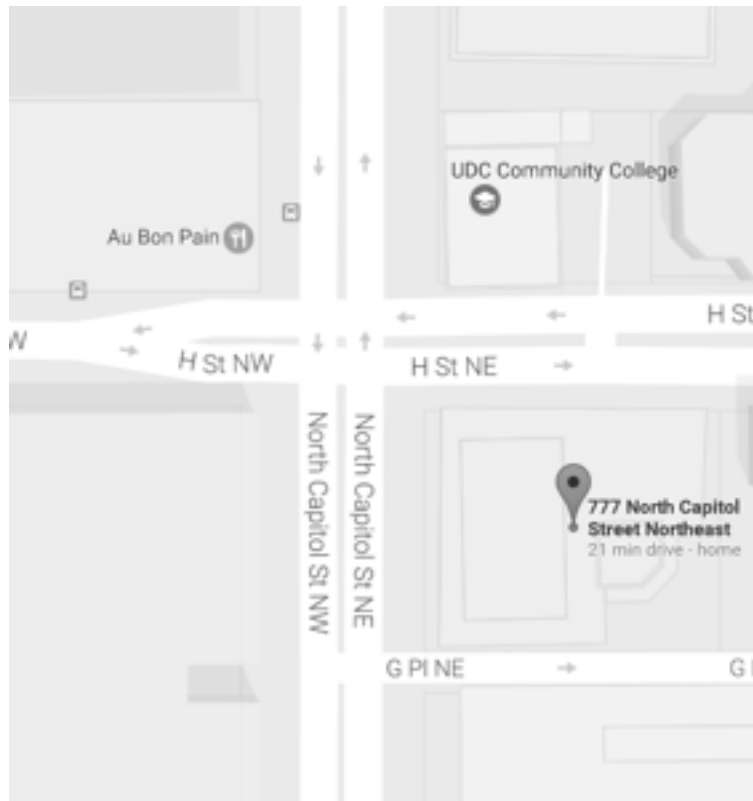 UDC Community College
Au Bon Pain
H St
W
H St NW
H St NE
North Capitol St NW
North Capitol St NE
777 North Capitol
Street Northeast
21 min drive - home
G Pl NE
G